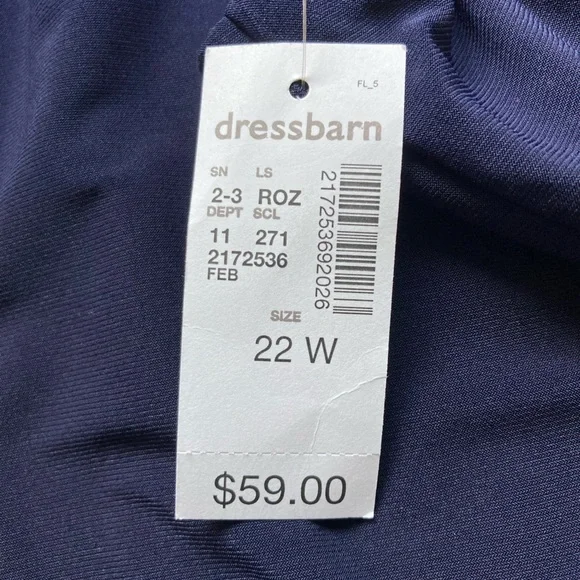 FL_5
dressbarn
SN LS
2-3 ROZ
DEPT SCL
11 271
2172536
FEB
217253692026
SIZE
22 W
$59.00